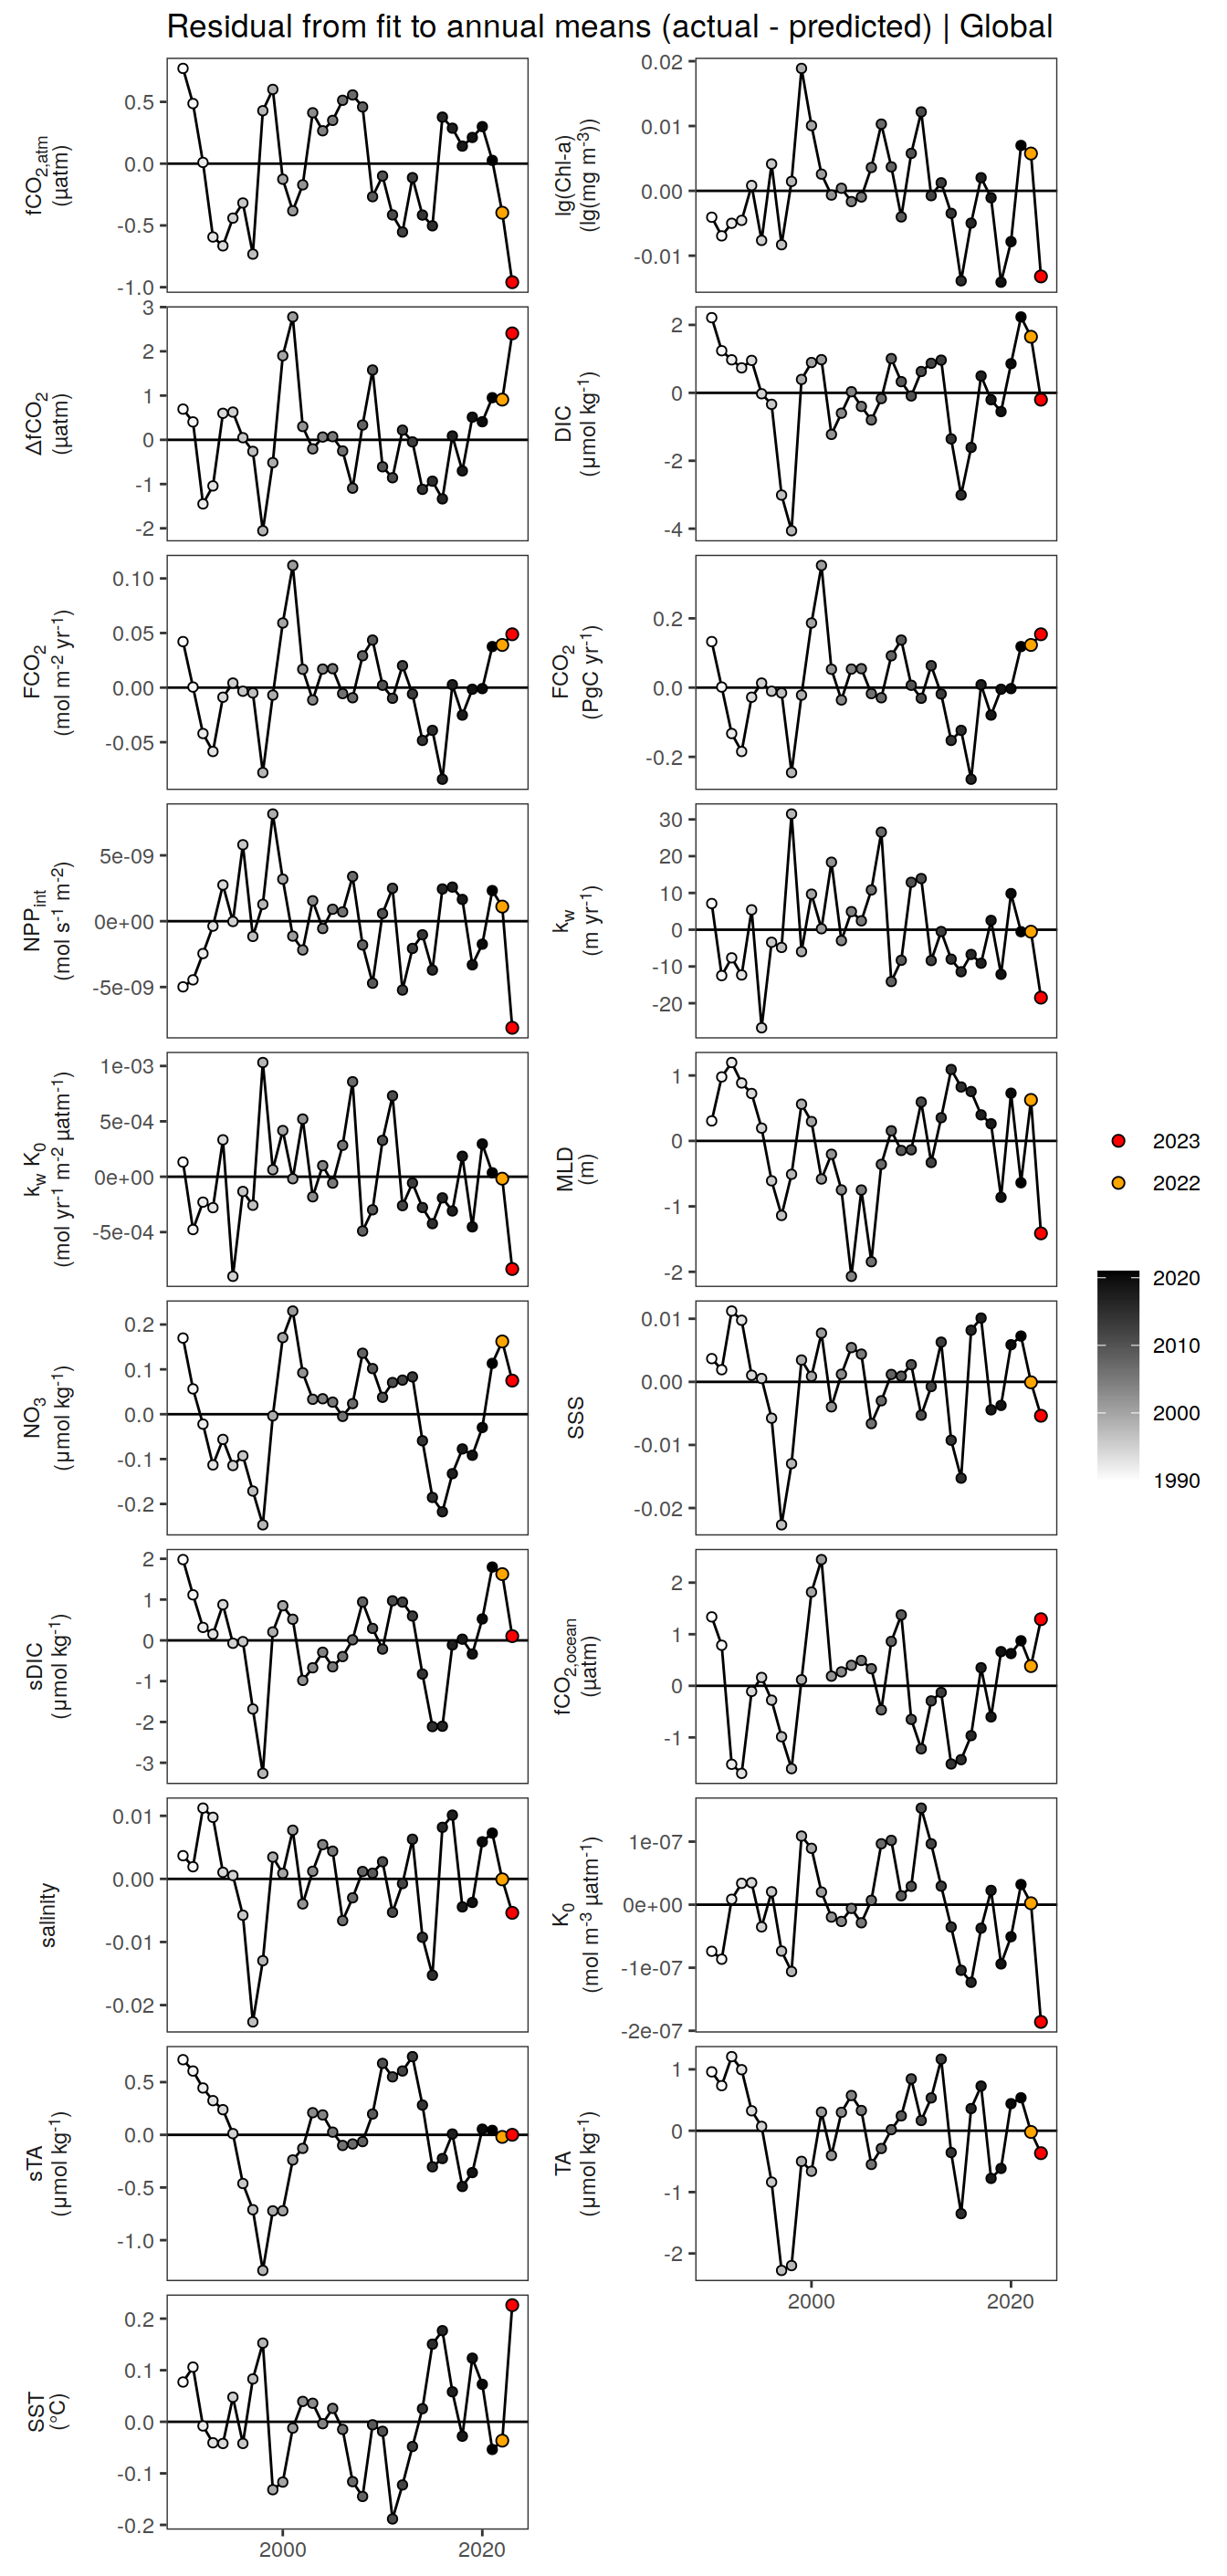 Residual from fit to annual means (actual - predicted) | Global
fCO2,atm
(µatm)
0.5
0.0
-0.5
-1.0
lg(Chl-a)
(lg(mg m-3))
0.02
0.01
0.00
-0.01
ΔfCO2
(µatm)
3
2
1
0
-1
-2
DIC
(µmol kg-1)
2
0
-2
-4
FCO2
(mol m-2 yr-1)
0.10
0.05
0.00
-0.05
FCO2
(PgC yr-1)
0.2
0.0
-0.2
NPPint
(mol s-1 m-2)
5e-09
0e+00
-5e-09
kw
(m yr-1)
30
20
10
0
-10
-20
kw K0
(mol yr-1 m-2 µatm-1)
1e-03
5e-04
0e+00
-5e-04
MLD
(m)
1
0
-1
-2
2023
2022
2020
2010
2000
1990
NO3
(µmol kg-1)
0.2
0.1
0.0
-0.1
-0.2
SSS
0.01
0.00
-0.01
-0.02
sDIC
(µmol kg-1)
2
1
0
-1
-2
-3
fCO2,ocean
(µatm)
2
1
0
-1
salinity
0.01
0.00
-0.01
-0.02
K0
(mol m-3 µatm-1)
1e-07
0e+00
-1e-07
-2e-07
sTA
(µmol kg-1)
0.5
0.0
-0.5
-1.0
TA
(µmol kg-1)
1
0
-1
-2
2000
2020
SST
(°C)
0.2
0.1
0.0
-0.1
-0.2
2000
2020